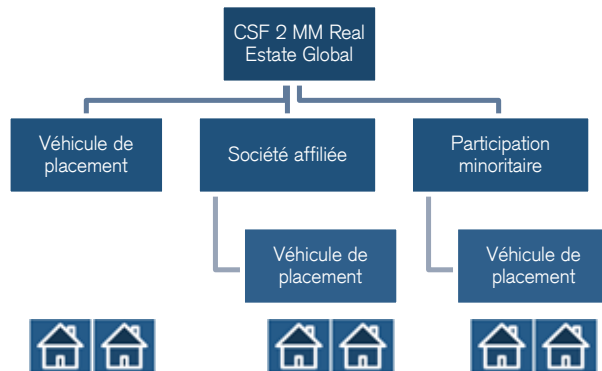 CSF 2 MM Real
Estate Global
Véhicule de
placement
Société affiliée
Participation
minoritaire
Véhicule de
placement
Véhicule de
placement